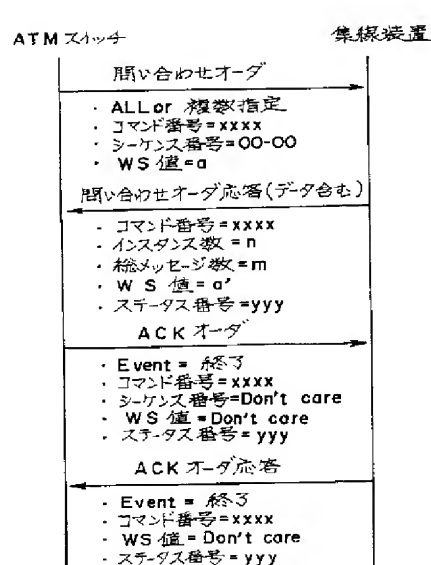 ATMスイッチ
集線装置
問い合わせオーダ
・ALLor 複数指定
・コマンド番号=xxxx
・シーケンス番号=00-00
・WS値=a
問い合わせオーダ応答(データ含む)
・コマンド番号=xxxx
・インスタンス数=n
・総メッセージ数=m
・WS値=a'
・ステータス番号=yyy
ACKオーダ
・Event=終了
・コマンド番号=xxxx
・シーケンス番号=Don't care
・WS値=Don't care
・ステータス番号=yyy
ACKオーダ応答
・Event=終了
・コマンド番号=xxxx
・WS値=Don't care
・ステータス番号=yyy